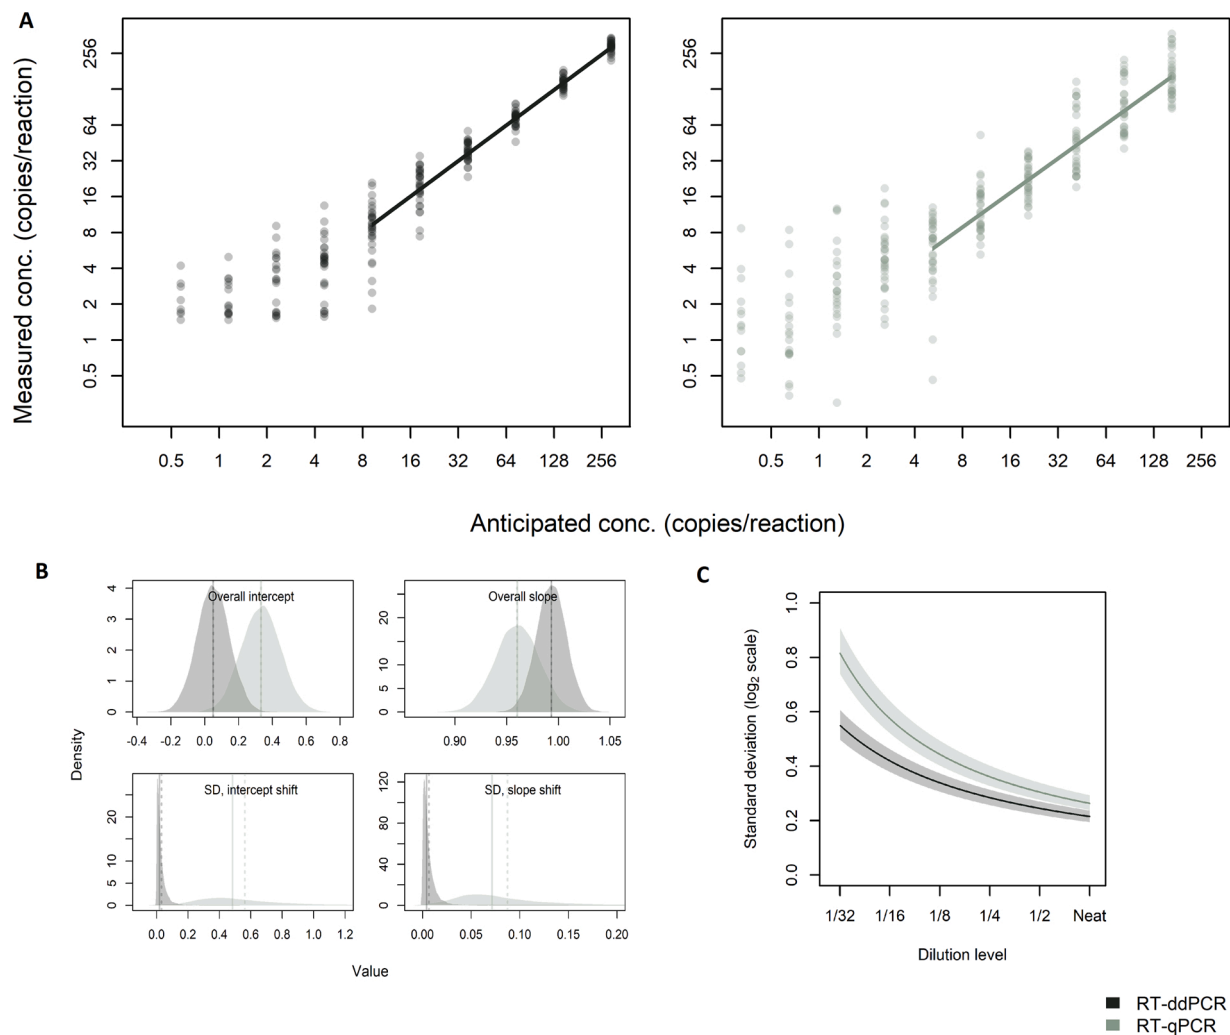 A
Measured conc. (copies/reaction)
256
64
32
16
8
4
2
1
0.5
0.5 1 2 4 8 16 32 64 128 256
256
64
32
16
8
4
2
1
0.5
0.5 1 2 4 8 16 32 64 128 256
Anticipated conc. (copies/reaction)
B
Density
Overall intercept
4
3
2
1
0
-0.4 -0.2 0.0 0.2 0.4 0.6 0.8
Overall slope
20
15
10
5
0
0.90 0.95 1.00 1.05
SD, intercept shift
20
15
10
5
0
0.0 0.2 0.4 0.6 0.8 1.0 1.2
SD, slope shift
120
80
40
20
0
0.00 0.05 0.10 0.15 0.20
Value
C
Standard deviation (log2 scale)
1.0
0.8
0.6
0.4
0.2
0.0
1/32 1/16 1/8 1/4 1/2 Neat
Dilution level
RT-ddPCR
RT-qPCR